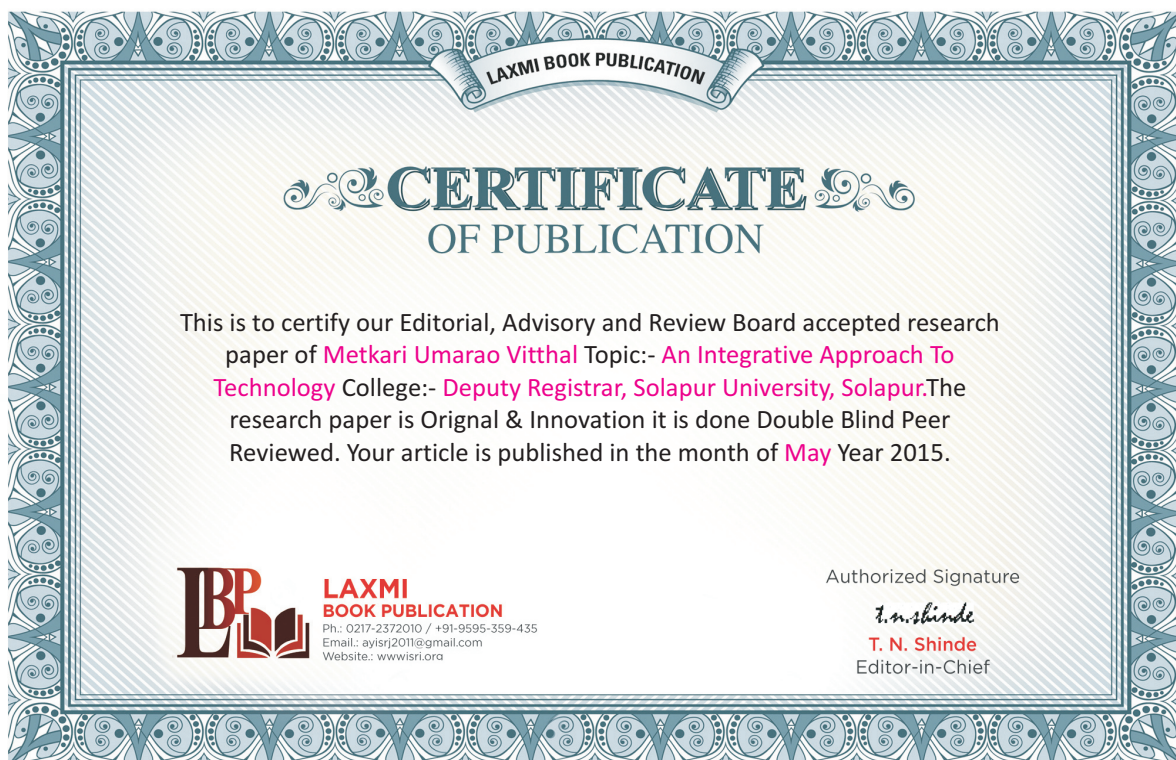 LAXMI BOOK PUBLICATION
CERTIFICATE
OF PUBLICATION
This is to certify our Editorial, Advisory and Review Board accepted research
paper of Metkari Umarao Vitthal Topic:- An Integrative Approach To
Technology College:- Deputy Registrar, Solapur University, Solapur.The
research paper is Orignal & Innovation it is done Double Blind Peer
Reviewed. Your article is published in the month of May Year 2015.
LBP
LAXMI
BOOK PUBLICATION
Ph.: 0217-2372010 / +91-9595-359-435
Email.: ayisrj2011@gmail.com
Website.: wwwisri.org
Authorized Signature
t.n.shinde
T. N. Shinde
Editor-in-Chief